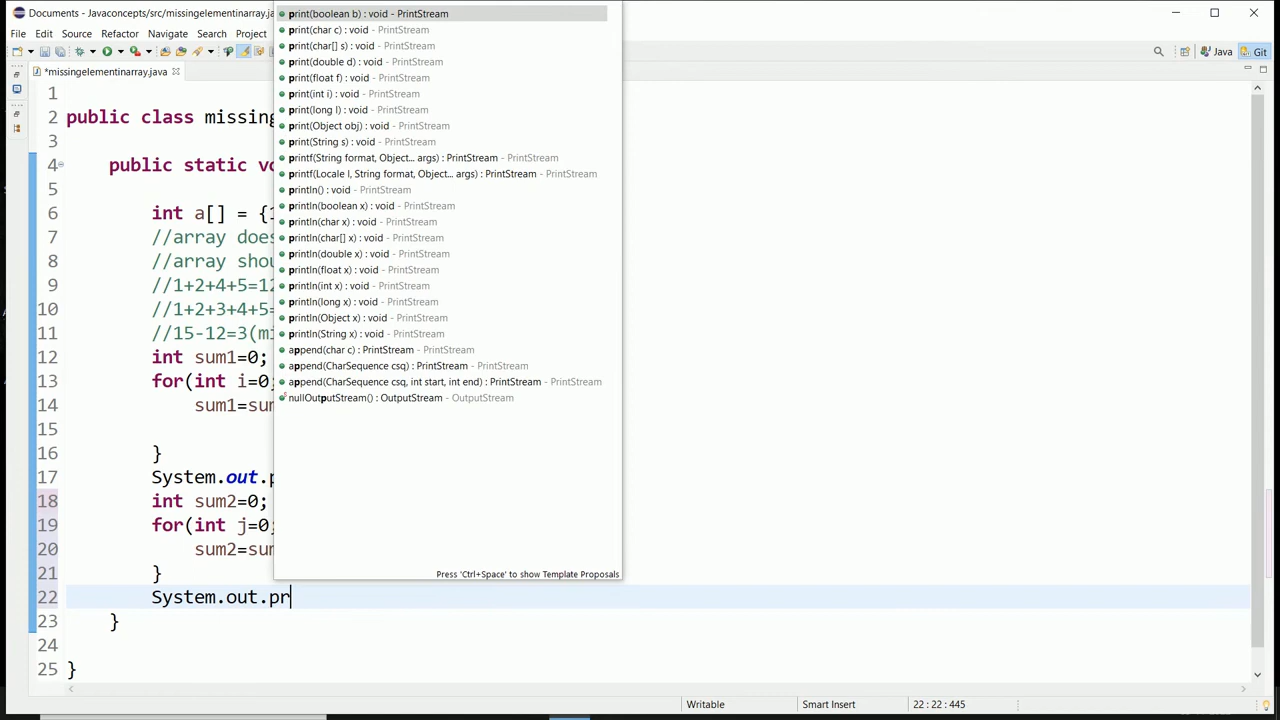 Documents - Javaconcepts/src/missingelementinarray.ja
File Edit Source Refactor Navigate Search Project
Java Git
*missingelementinarray.java
1
2 public class missing
3
4 public static vo
5
6 int a[] = {1
7 //array does
8 //array shou
9 //1+2+4+5=12
10 //1+2+3+4+5=
11 //15-12=3(mi
12 int sum1=0;
13 for(int i=0;
14 sum1=sum
15
16 }
17 System.out.p
18 int sum2=0;
19 for(int j=0;
20 sum2=sum
21 }
22 System.out.pr
23 }
24
25 }
print(boolean b) : void - PrintStream
print(char c) : void - PrintStream
print(char[] s) : void - PrintStream
print(double d) : void - PrintStream
print(float f) : void - PrintStream
print(int i) : void - PrintStream
print(long l) : void - PrintStream
print(Object obj) : void - PrintStream
print(String s) : void - PrintStream
printf(String format, Object... args) : PrintStream - PrintStream
printf(Locale l, String format, Object... args) : PrintStream - PrintStream
println() : void - PrintStream
println(boolean x) : void - PrintStream
println(char x) : void - PrintStream
println(char[] x) : void - PrintStream
println(double x) : void - PrintStream
println(float x) : void - PrintStream
println(int x) : void - PrintStream
println(long x) : void - PrintStream
println(Object x) : void - PrintStream
println(String x) : void - PrintStream
append(char c) : PrintStream - PrintStream
append(CharSequence csq) : PrintStream - PrintStream
append(CharSequence csq, int start, int end) : PrintStream - PrintStream
nullOutputStream() : OutputStream - OutputStream
Press 'Ctrl+Space' to show Template Proposals
Writable Smart Insert 22 : 22 : 445